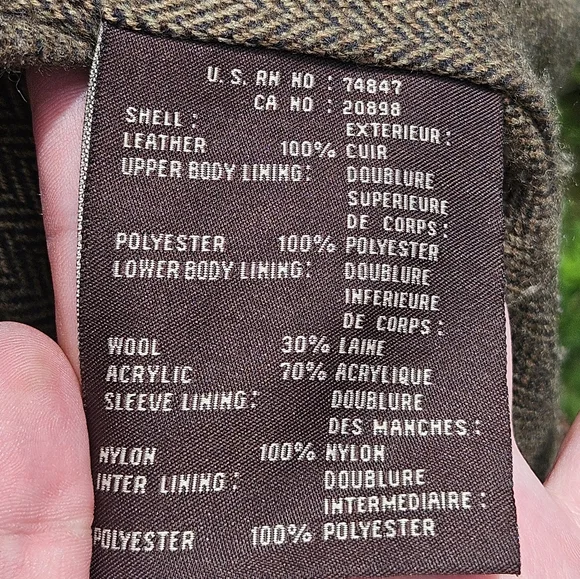 U.S. RN NO : 74847
CA NO : 20898
SHELL : EXTERIEUR :
LEATHER 100% CUIR
UPPER BODY LINING: DOUBLURE
SUPERIEURE
DE CORPS:
POLYESTER 100% POLYESTER
LOWER BODY LINING: DOUBLURE
INFERIEURE
DE CORPS :
WOOL 30% LAINE
ACRYLIC 70% ACRYLIQUE
SLEEVE LINING : DOUBLURE
DES MANCHES :
NYLON 100% NYLON
INTER LINING : DOUBLURE
INTERMEDIAIRE :
POLYESTER 100% POLYESTER